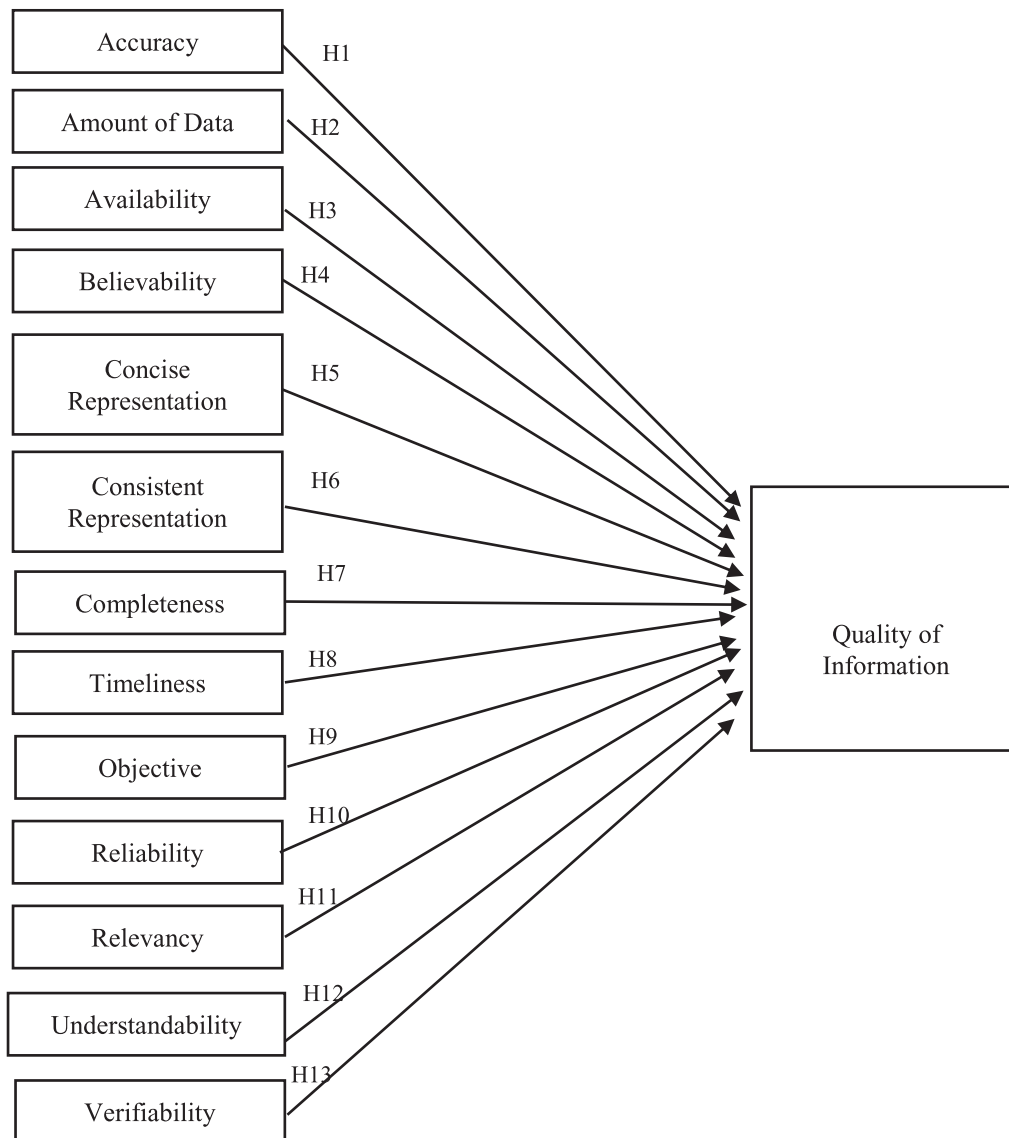 Accuracy
H1
Amount of Data
H2
Availability
H3
Believability
H4
Concise
Representation
H5
Consistent
Representation
H6
Completeness
H7
Timeliness
H8
Objective
H9
Reliability
H10
Relevancy
H11
Understandability
H12
Verifiability
H13
Quality of
Information